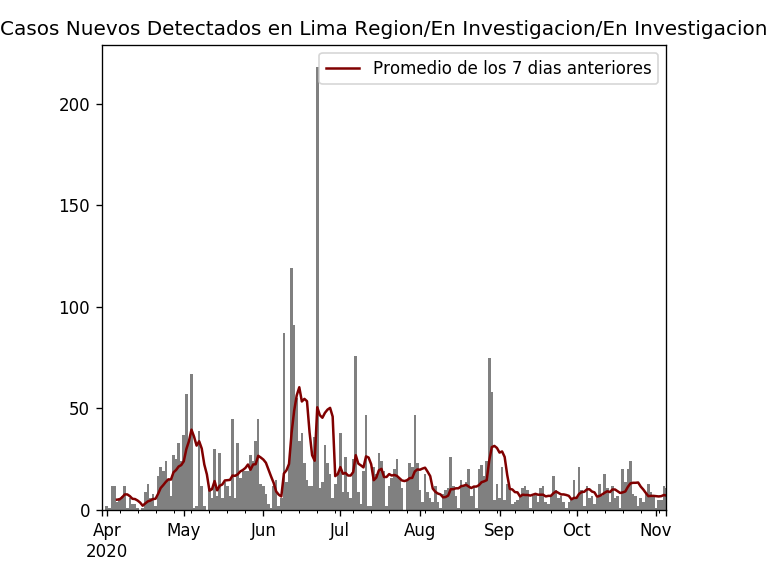 Casos Nuevos Detectados en Lima Region/En Investigacion/En Investigacion
Promedio de los 7 dias anteriores
200
150
100
50
0
Apr May Jun Jul Aug Sep Oct Nov
2020